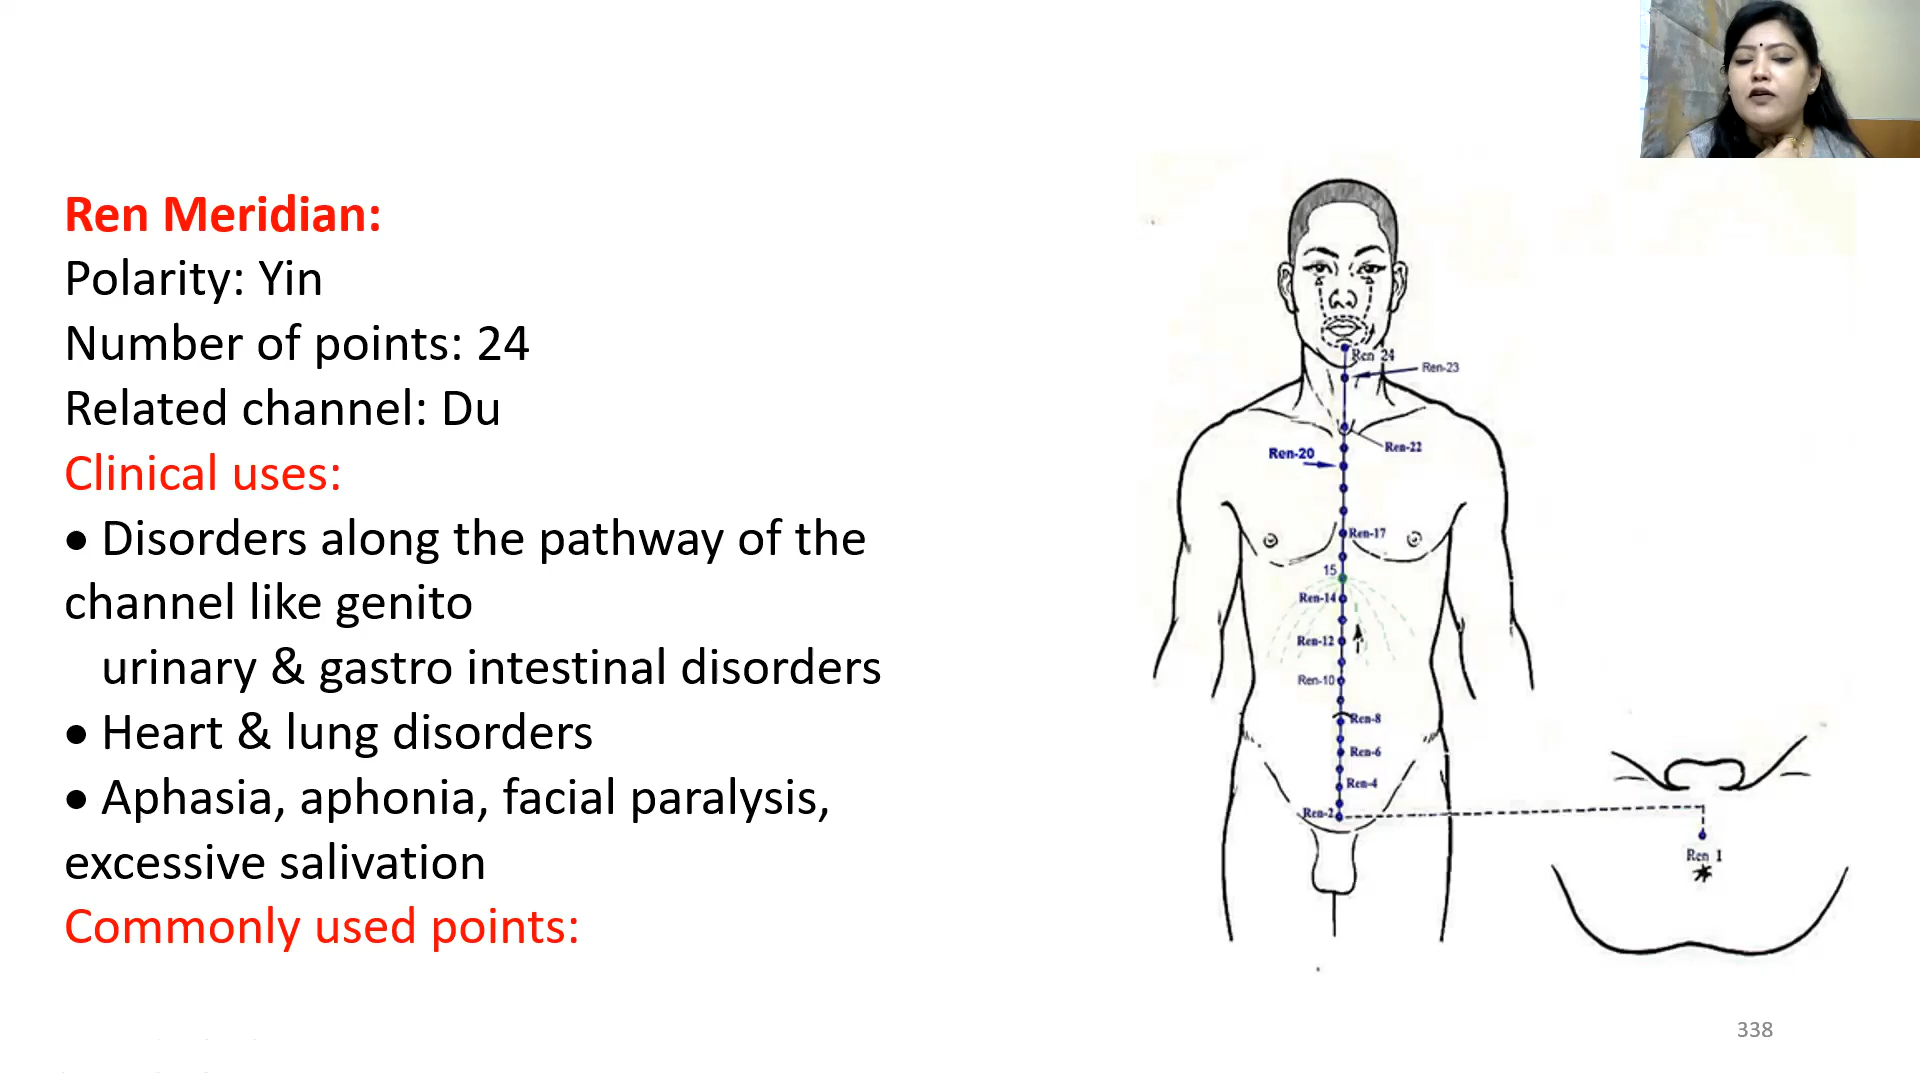 Ren Meridian:
Polarity: Yin
Number of points: 24
Related channel: Du
Clinical uses:
• Disorders along the pathway of the
channel like genito
urinary & gastro intestinal disorders
• Heart & lung disorders
• Aphasia, aphonia, facial paralysis,
excessive salivation
Commonly used points:
Ren 24
Ren-23
Ren-22
Ren-20
Ren-17
15
Ren-14
Ren-12
Ren-10
Ren-8
Ren-6
Ren-4
Ren-2
Ren 1
338